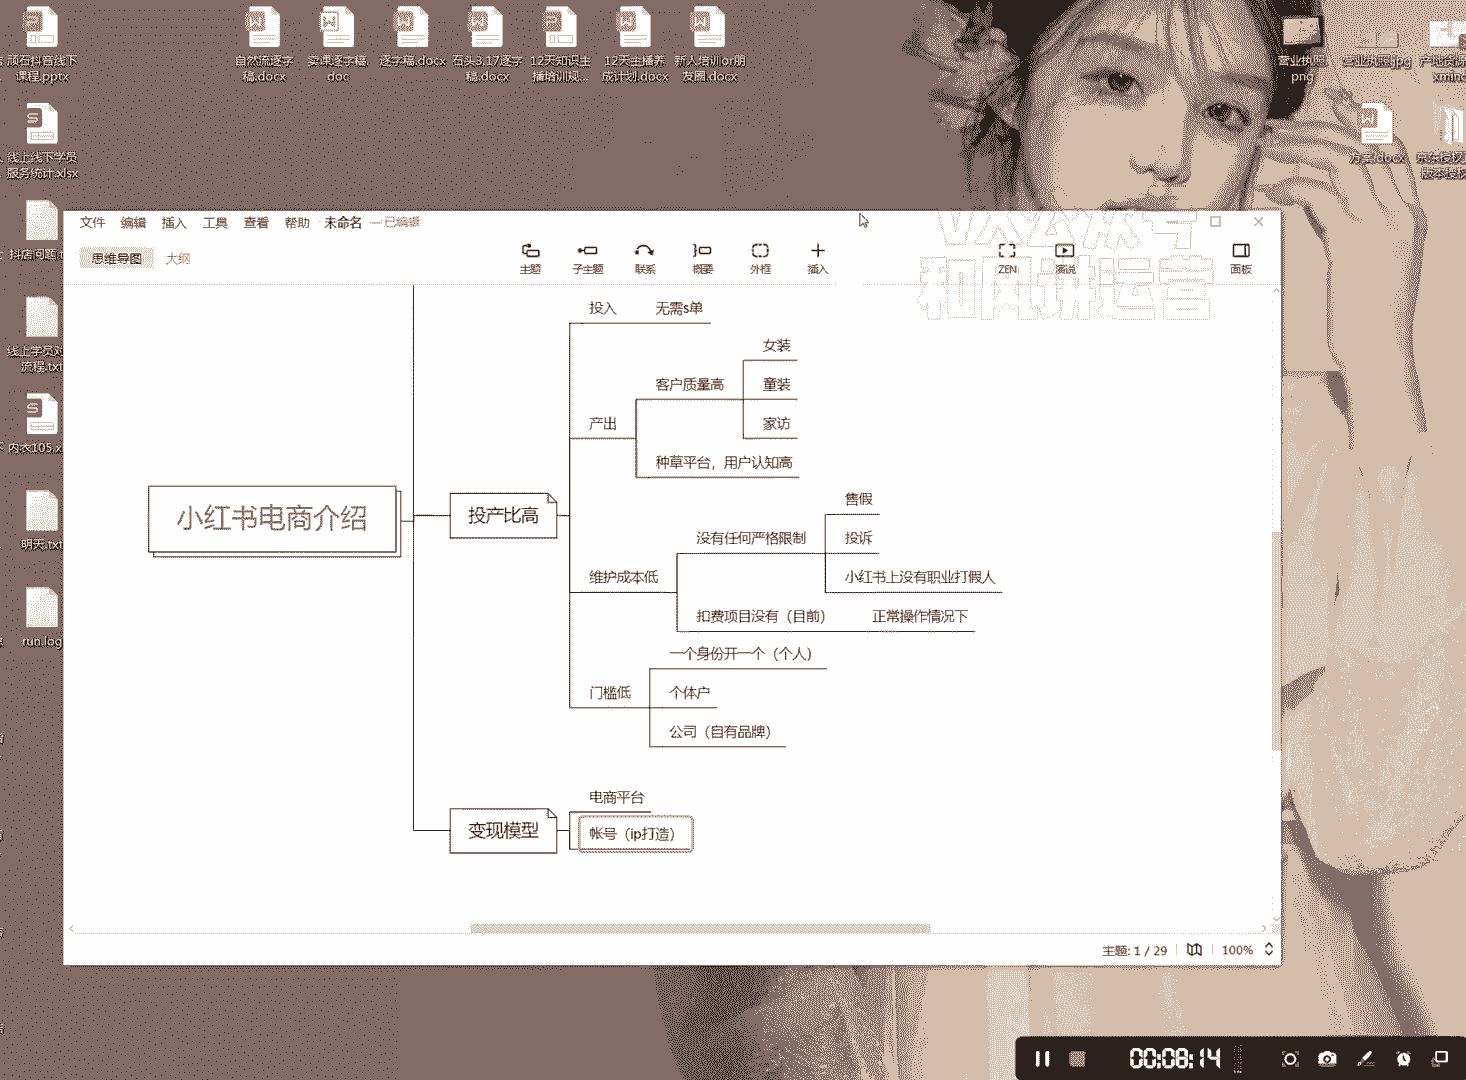 顽石抖音线下
课程.pptx
自然流逐字
稿.docx
卖课逐字稿.
doc
逐字稿.docx
石头3.17逐字
稿.docx
12天知识主
播培训规...
12天主播养
成计划.docx
新人培训or朋
友圈.docx
营业执照.
png
营业执照.jpg
xmind
线上线下学员
服务统计.xlsx
方案.docx
京东授权
版本授权
抖店问题.t
线上学员对
流程.txt
内衣105.x
明天.txt
run.log
文件 编辑 插入 工具 查看 帮助 未命名 — 已编辑
思维导图 大纲
主题 子主题 联系 概要 外框 插入 ZEN 演说 面板
VX公众号
和风讲运营
投入 无需s单
女装
客户质量高 童装
产出 家访
种草平台，用户认知高
售假
小红书电商介绍 投产比高
没有任何严格限制 投诉
维护成本低 小红书上没有职业打假人
扣费项目没有（目前） 正常操作情况下
一个身份开一个（个人）
门槛低 个体户
公司（自有品牌）
电商平台
变现模型 帐号（ip打造）
主题: 1 / 29 100%
00:08:14